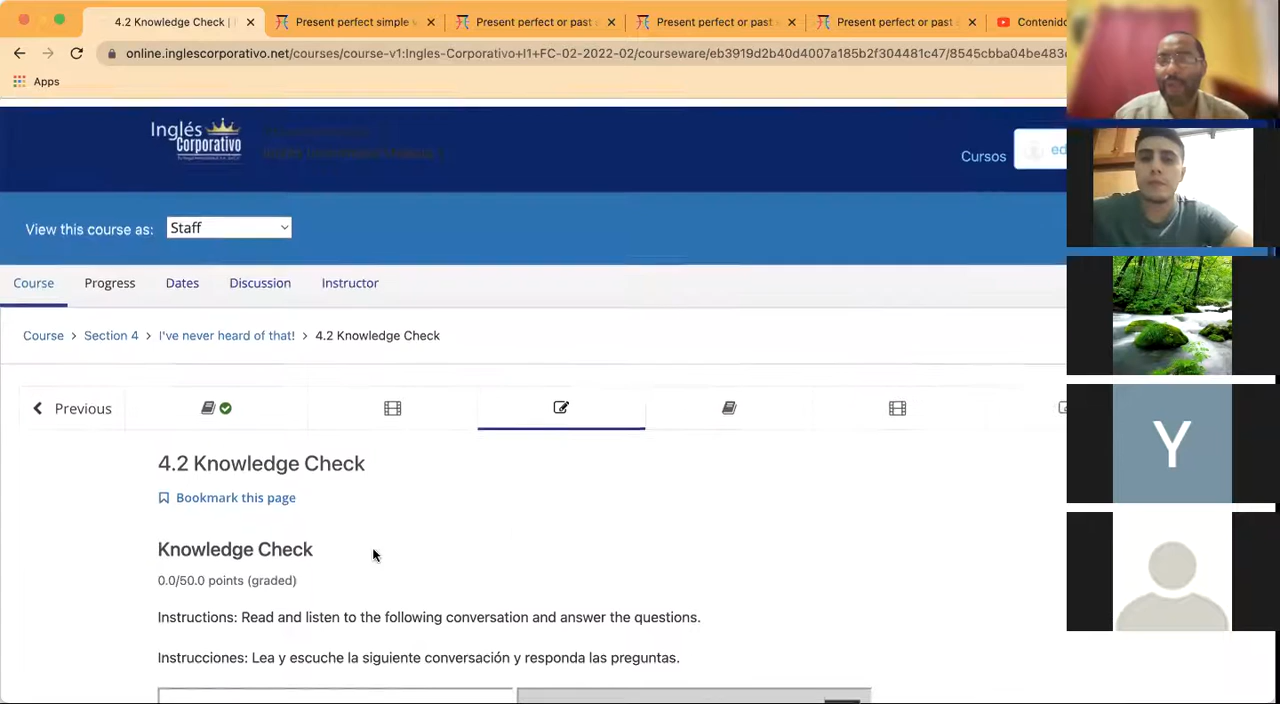 4.2 Knowledge Check |
Present perfect simple
Present perfect or past
Present perfect or past
Present perfect or past
Contenido
online.inglescorporativo.net/courses/course-v1:Ingles-Corporativo+I1+FC-02-2022-02/courseware/eb3919d2b40d4007a185b2f304481c47/8545cbba04be483
Apps
Inglés
Corporativo
Cursos
ed
View this course as:
Staff
Course
Progress
Dates
Discussion
Instructor
Course > Section 4 > I've never heard of that! > 4.2 Knowledge Check
Previous
4.2 Knowledge Check
Bookmark this page
Knowledge Check
0.0/50.0 points (graded)
Instructions: Read and listen to the following conversation and answer the questions.
Instrucciones: Lea y escuche la siguiente conversación y responda las preguntas.
Y